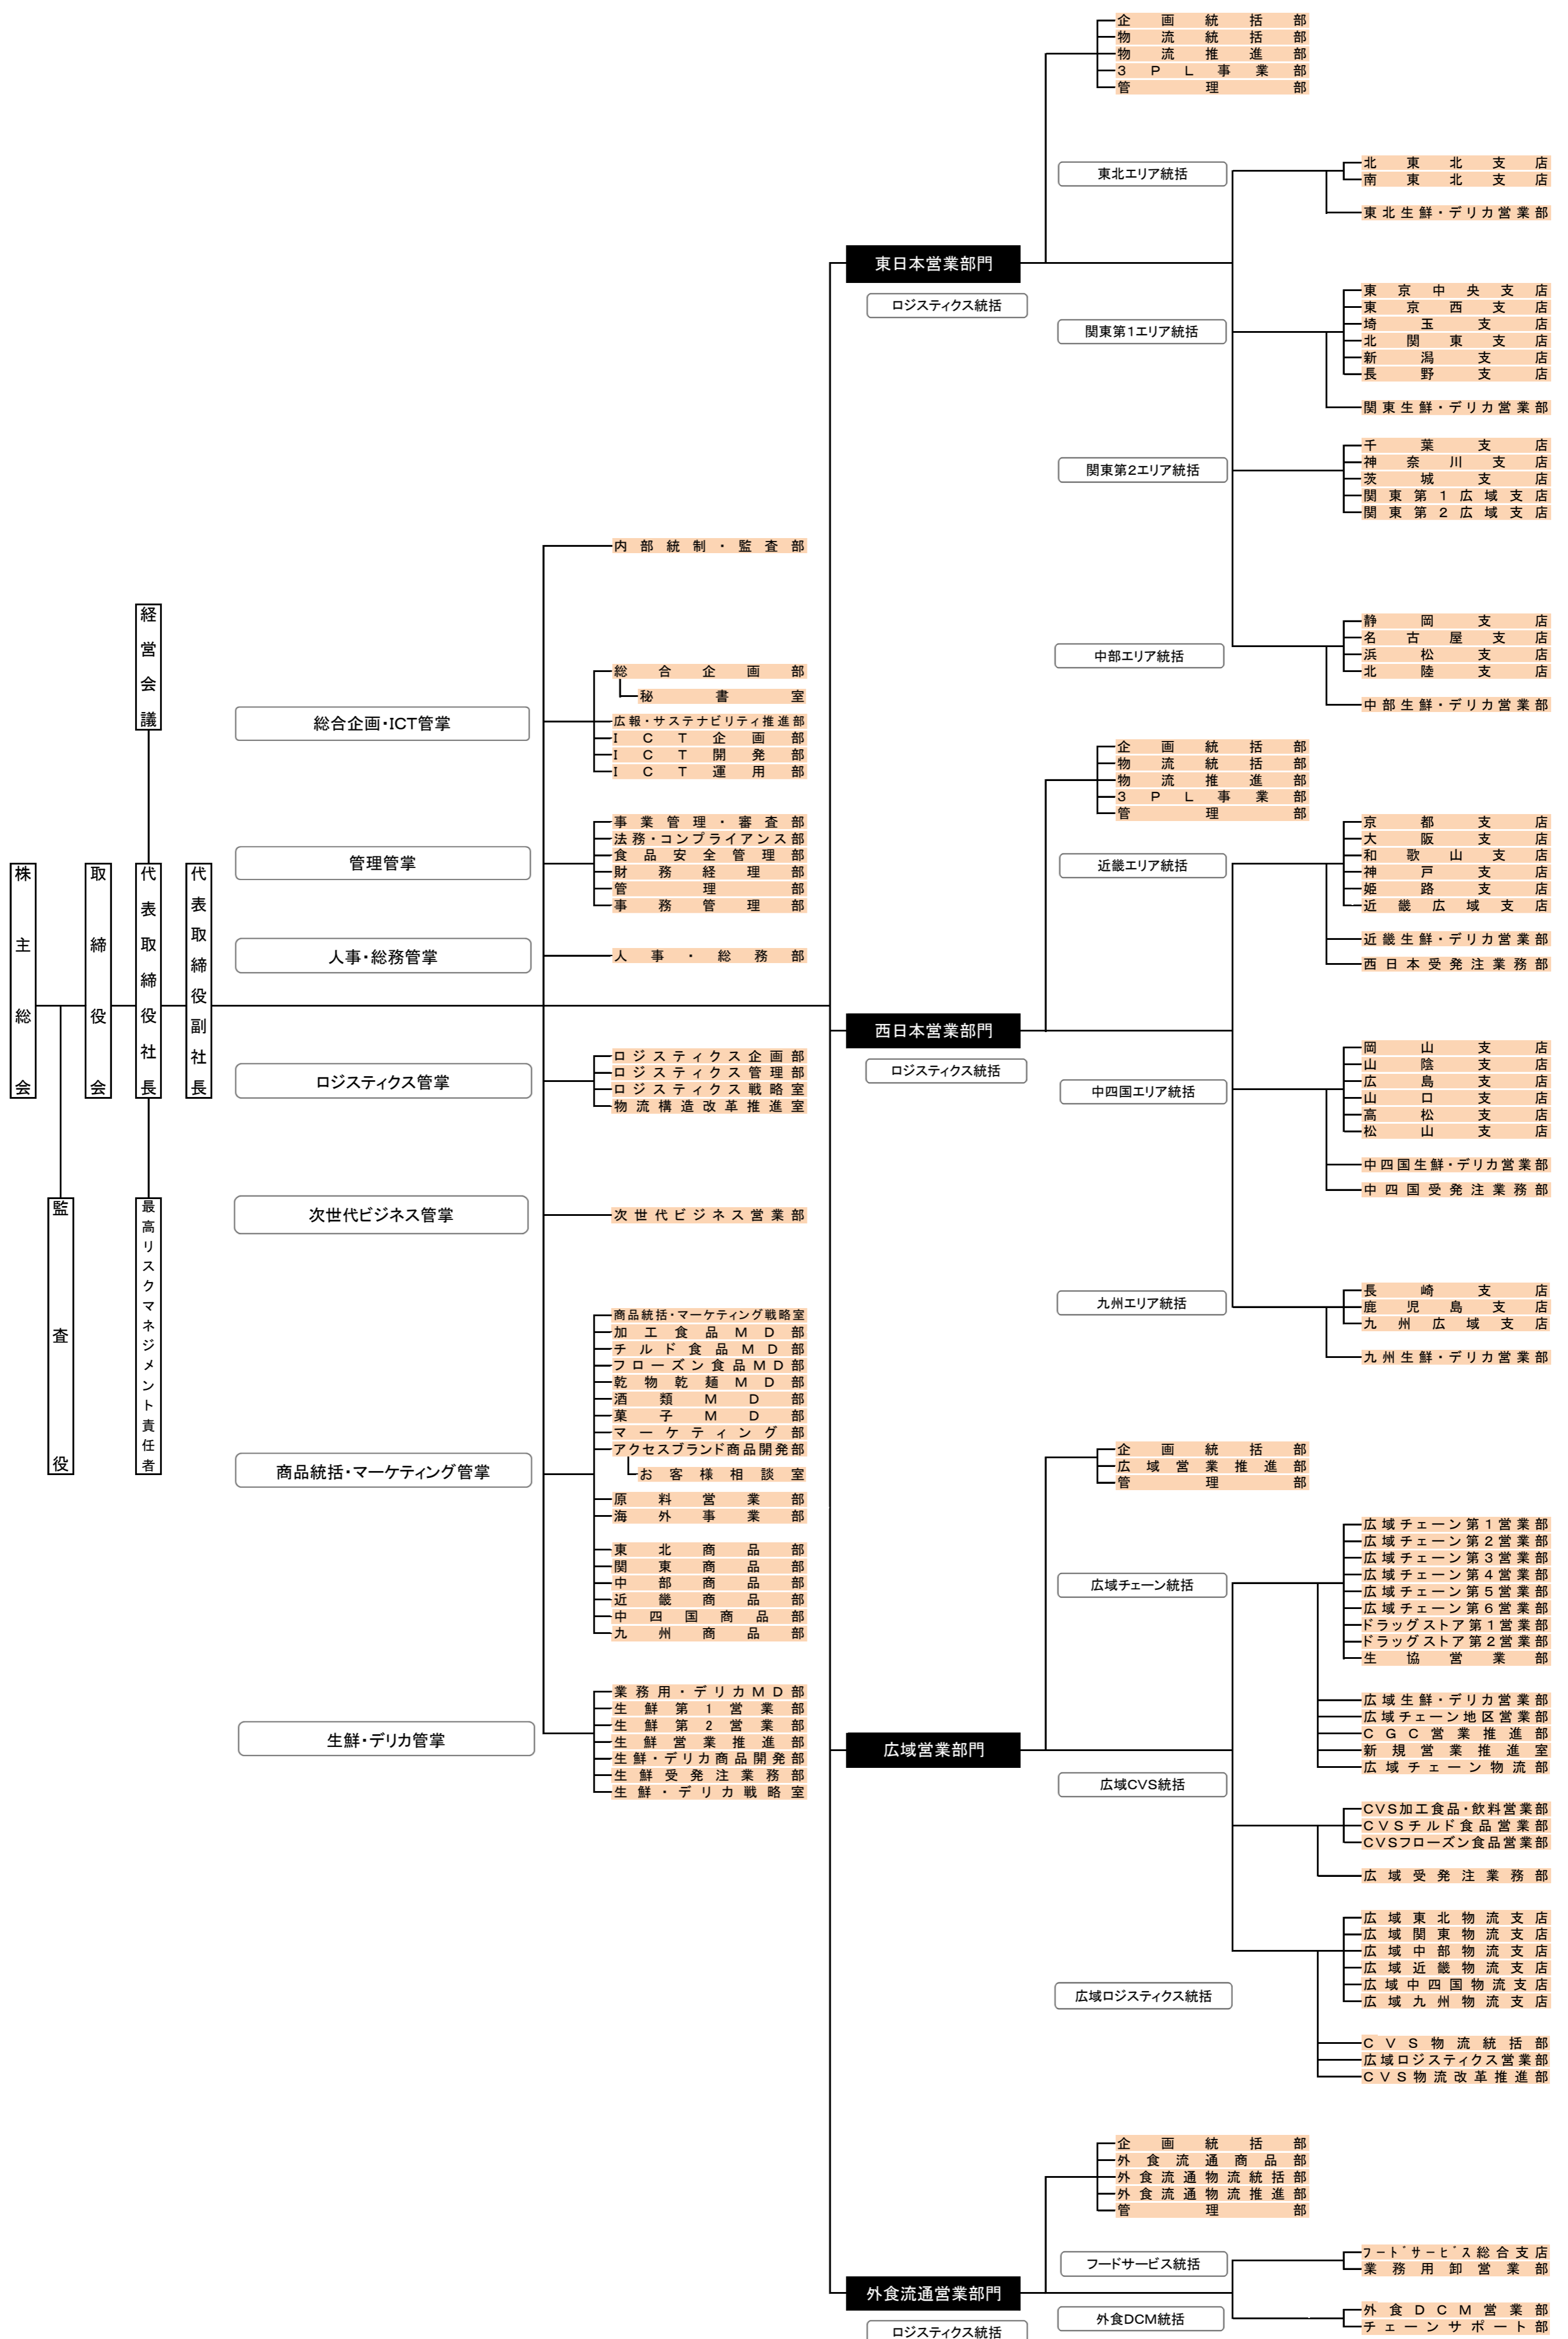 株主総会
監査役
取締役会
経営会議
代表取締役社長
最高リスクマネジメント責任者
代表取締役副社長
内部統制・監査部
総合企画・ICT管掌
総合企画部
秘書室
広報・サステナビリティ推進部
ICT企画部
ICT開発部
ICT運用部
管理管掌
事業管理・審査部
法務・コンプライアンス部
食品安全管理部
財務経理部
管理部
事務管理部
人事・総務管掌
人事・総務部
ロジスティクス管掌
ロジスティクス企画部
ロジスティクス管理部
ロジスティクス戦略室
物流構造改革推進室
次世代ビジネス管掌
次世代ビジネス営業部
商品統括・マーケティング管掌
商品統括・マーケティング戦略室
加工食品MD部
チルド食品MD部
フローズン食品MD部
乾物乾麺MD部
酒類MD部
菓子MD部
マーケティング部
アクセスブランド商品開発部
お客様相談室
原料営業部
海外事業部
東北商品部
関東商品部
中部商品部
近畿商品部
中四国商品部
九州商品部
生鮮・デリカ管掌
業務用・デリカMD部
生鮮第1営業部
生鮮第2営業部
生鮮営業推進部
生鮮・デリカ商品開発部
生鮮受発注業務部
生鮮・デリカ戦略室
東日本営業部門
ロジスティクス統括
企画統括部
物流統括部
物流推進部
3PL事業部
管理部
東北エリア統括
北東北支店
南東北支店
東北生鮮・デリカ営業部
関東第1エリア統括
東京中央支店
東京西支店
埼玉支店
北関東支店
新潟支店
長野支店
関東生鮮・デリカ営業部
関東第2エリア統括
千葉支店
神奈川支店
茨城支店
関東第1広域支店
関東第2広域支店
中部エリア統括
静岡支店
名古屋支店
浜松支店
北陸支店
中部生鮮・デリカ営業部
西日本営業部門
ロジスティクス統括
企画統括部
物流統括部
物流推進部
3PL事業部
管理部
近畿エリア統括
京都支店
大阪支店
和歌山支店
神戸支店
姫路支店
近畿広域支店
近畿生鮮・デリカ営業部
西日本受発注業務部
中四国エリア統括
岡山支店
山陰支店
広島支店
山口支店
高松支店
松山支店
中四国生鮮・デリカ営業部
中四国受発注業務部
九州エリア統括
長崎支店
鹿児島支店
九州広域支店
九州生鮮・デリカ営業部
広域営業部門
企画統括部
広域営業推進部
管理部
広域チェーン統括
広域チェーン第1営業部
広域チェーン第2営業部
広域チェーン第3営業部
広域チェーン第4営業部
広域チェーン第5営業部
広域チェーン第6営業部
ドラッグストア第1営業部
ドラッグストア第2営業部
生協営業部
広域生鮮・デリカ営業部
広域チェーン地区営業部
CGC営業推進部
新規営業推進室
広域チェーン物流部
広域CVS統括
CVS加工食品・飲料営業部
CVSチルド食品営業部
CVSフローズン食品営業部
広域受発注業務部
広域ロジスティクス統括
広域東北物流支店
広域関東物流支店
広域中部物流支店
広域近畿物流支店
広域中四国物流支店
広域九州物流支店
CVS物流統括部
広域ロジスティクス営業部
CVS物流改革推進部
外食流通営業部門
ロジスティクス統括
企画統括部
外食流通商品部
外食流通物流統括部
外食流通物流推進部
管理部
フードサービス統括
フードサービス総合支店
業務用卸営業部
外食DCM統括
外食DCM営業部
チェーンサポート部